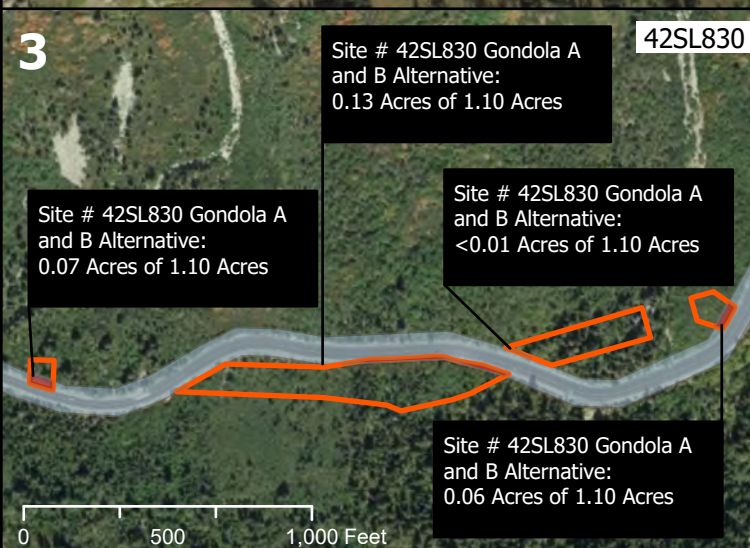 3
42SL830
Site # 42SL830 Gondola A
and B Alternative:
0.13 Acres of 1.10 Acres
Site # 42SL830 Gondola A
and B Alternative:
<0.01 Acres of 1.10 Acres
Site # 42SL830 Gondola A
and B Alternative:
0.07 Acres of 1.10 Acres
Site # 42SL830 Gondola A
and B Alternative:
0.06 Acres of 1.10 Acres
0 500 1,000 Feet